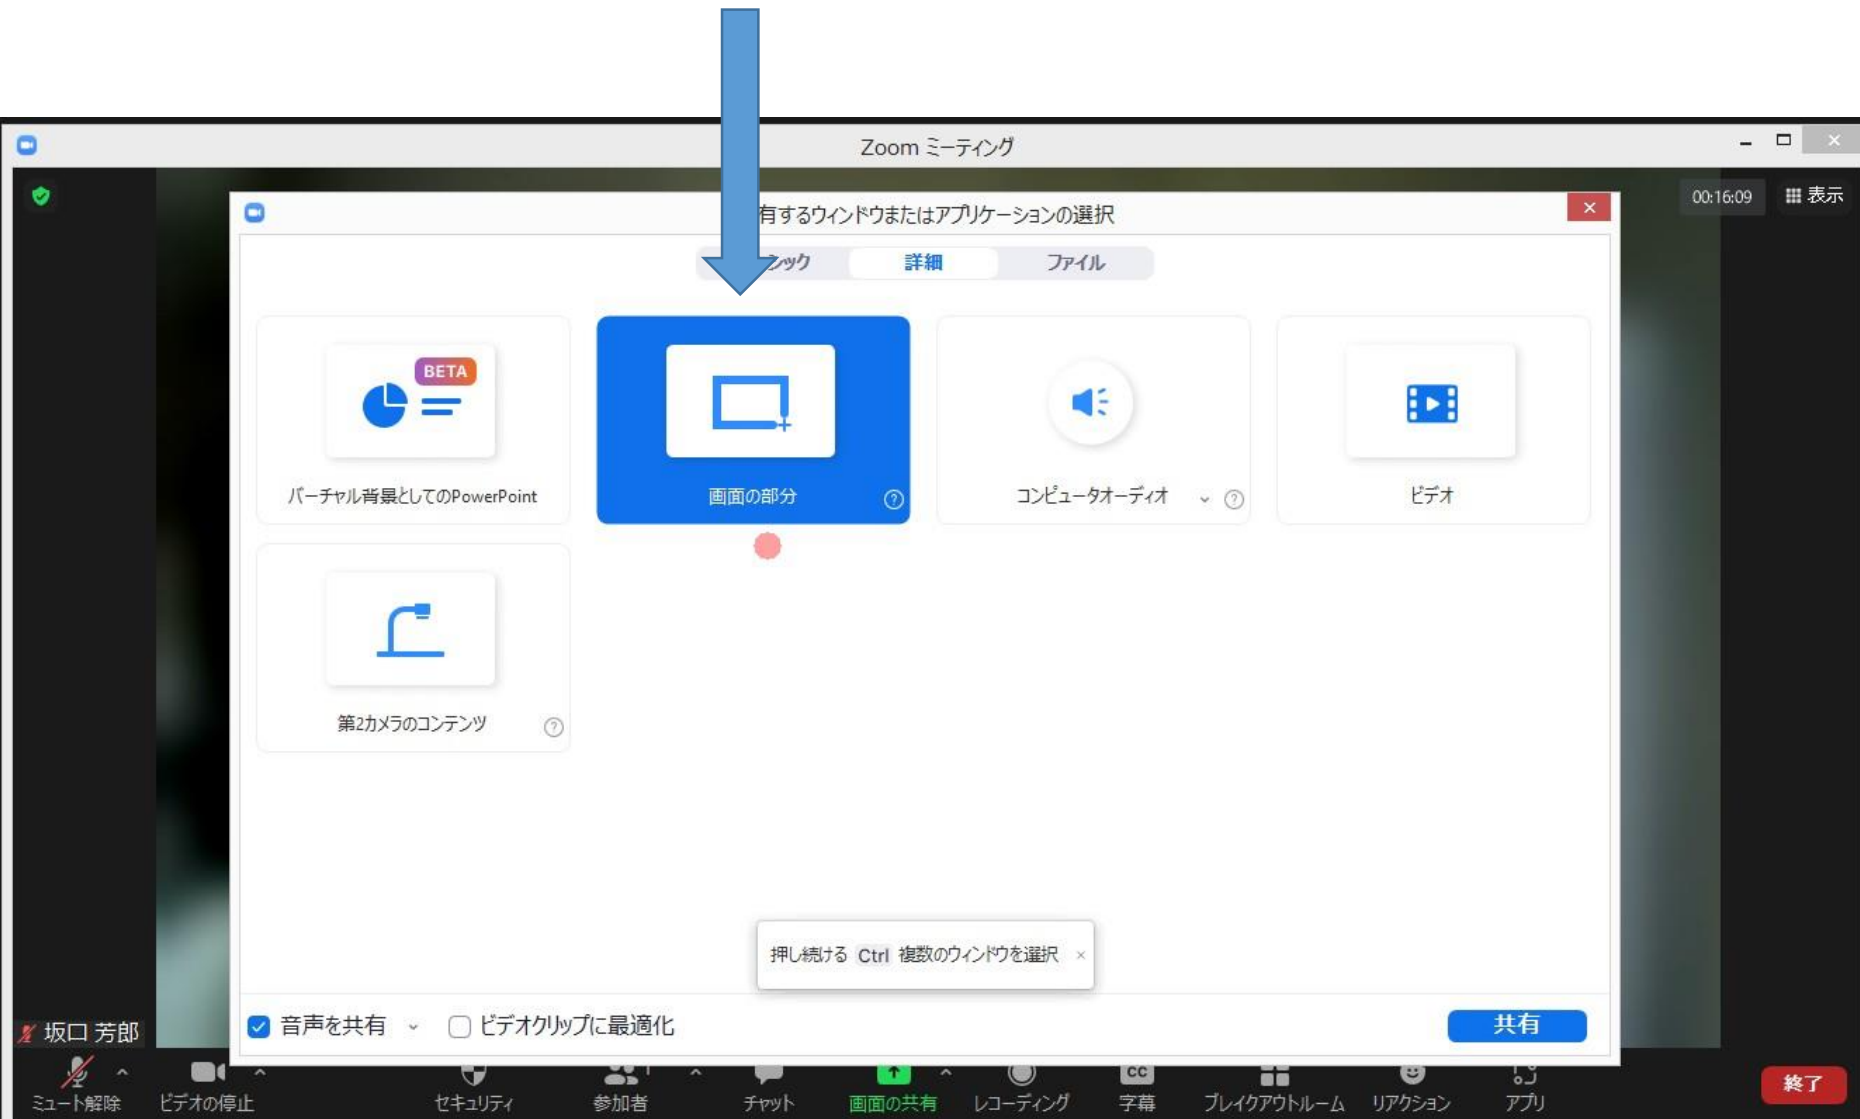 Zoom ミーティング
00:16:09
表示
有するウィンドウまたはアプリケーションの選択
シック
詳細
ファイル
BETA
バーチャル背景としてのPowerPoint
画面の部分
コンピュータオーディオ
ビデオ
第2カメラのコンテンツ
押し続ける Ctrl 複数のウィンドウを選択
音声を共有
ビデオクリップに最適化
共有
坂口 芳郎
ミュート解除
ビデオの停止
セキュリティ
参加者
1
チャット
画面の共有
レコーディング
CC
字幕
ブレイクアウトルーム
リアクション
アプリ
終了